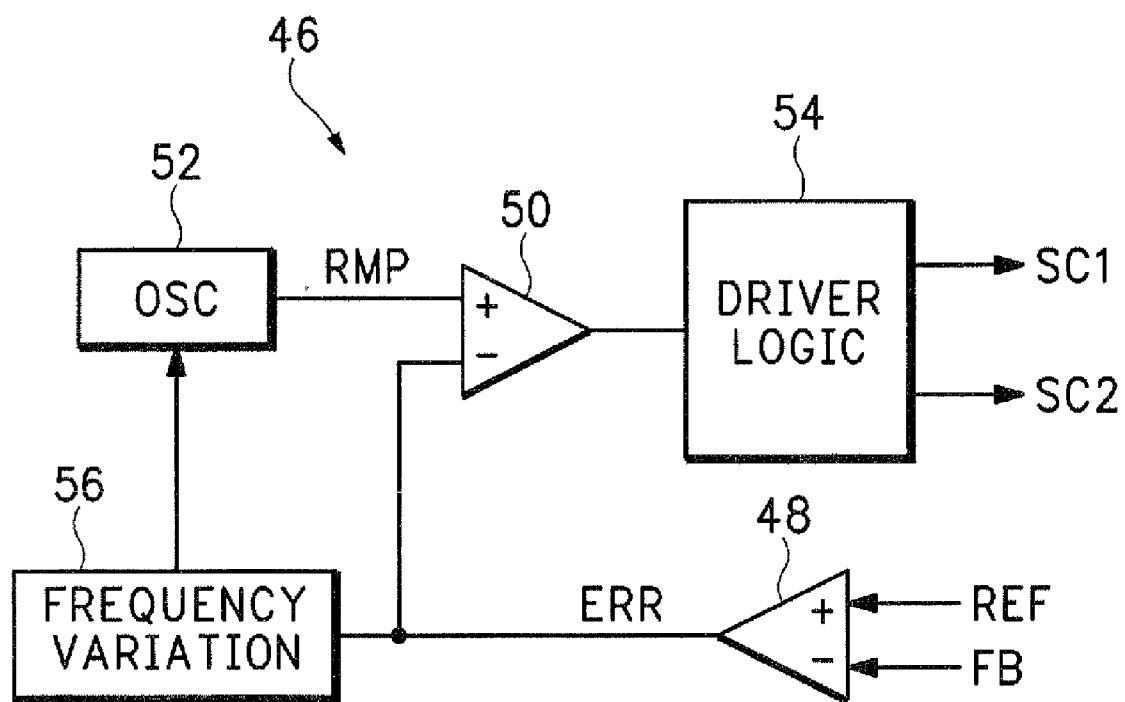 46
52
54
50
RMP
OSC
+
−
DRIVER
LOGIC
SC1
SC2
56
48
FREQUENCY
VARIATION
ERR
+
−
REF
FB